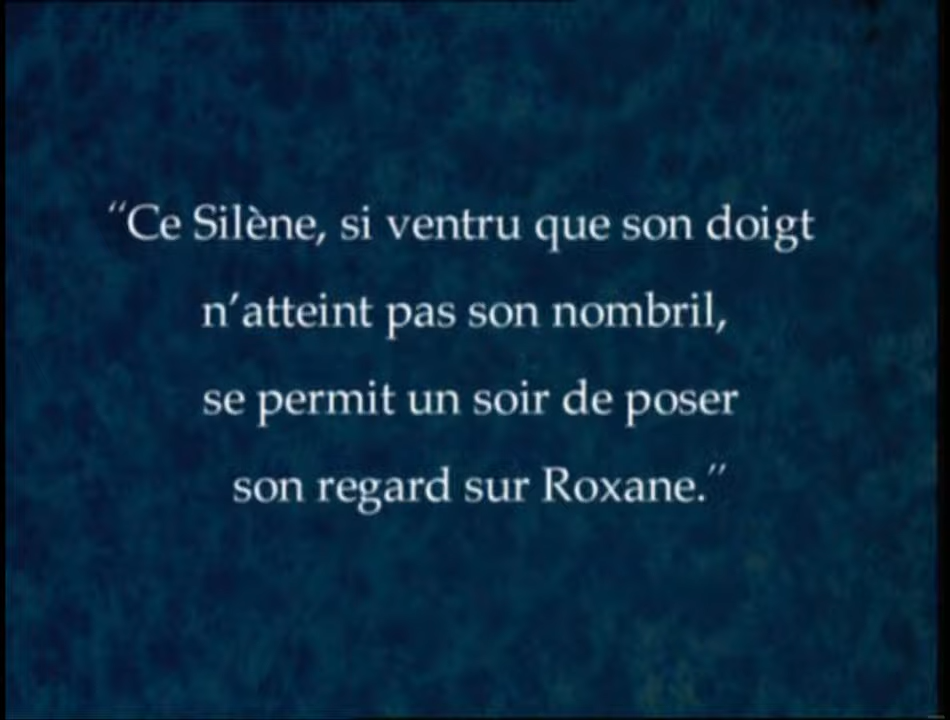 “Ce Silène, si ventru que son doigt
n’atteint pas son nombril,
se permit un soir de poser
son regard sur Roxane.”